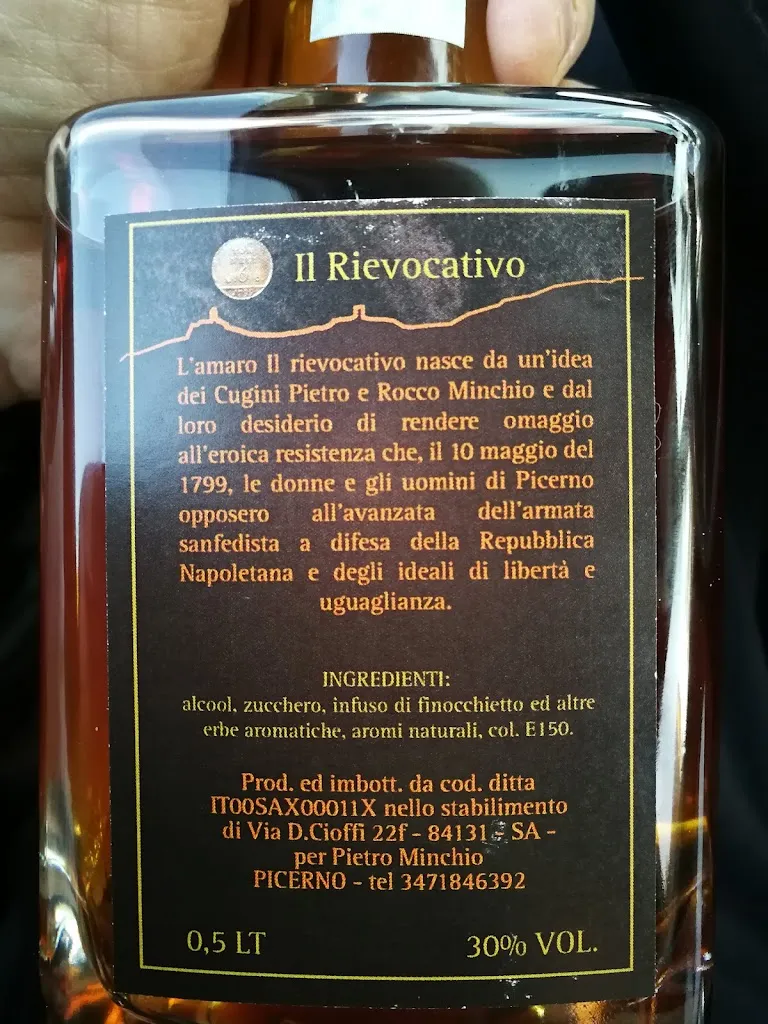 Il Rievocativo
L'amaro Il rievocativo nasce da un'idea
dei Cugini Pietro e Rocco Minchio e dal
loro desiderio di rendere omaggio
all'eroica resistenza che, il 10 maggio del
1799, le donne e gli uomini di Picerno
opposero all'avanzata dell'armata
sanfedista a difesa della Repubblica
Napoletana e degli ideali di libertà e
uguaglianza.
INGREDIENTI:
alcool, zucchero, infuso di finocchietto ed altre
erbe aromatiche, aromi naturali, col. E150.
Prod. ed imbott. da cod. ditta
IT00SAX00011X nello stabilimento
di Via D.Cioffi 22f - 84131 - SA -
per Pietro Minchio
PICERNO - tel 3471846392
0,5 LT
30% VOL.